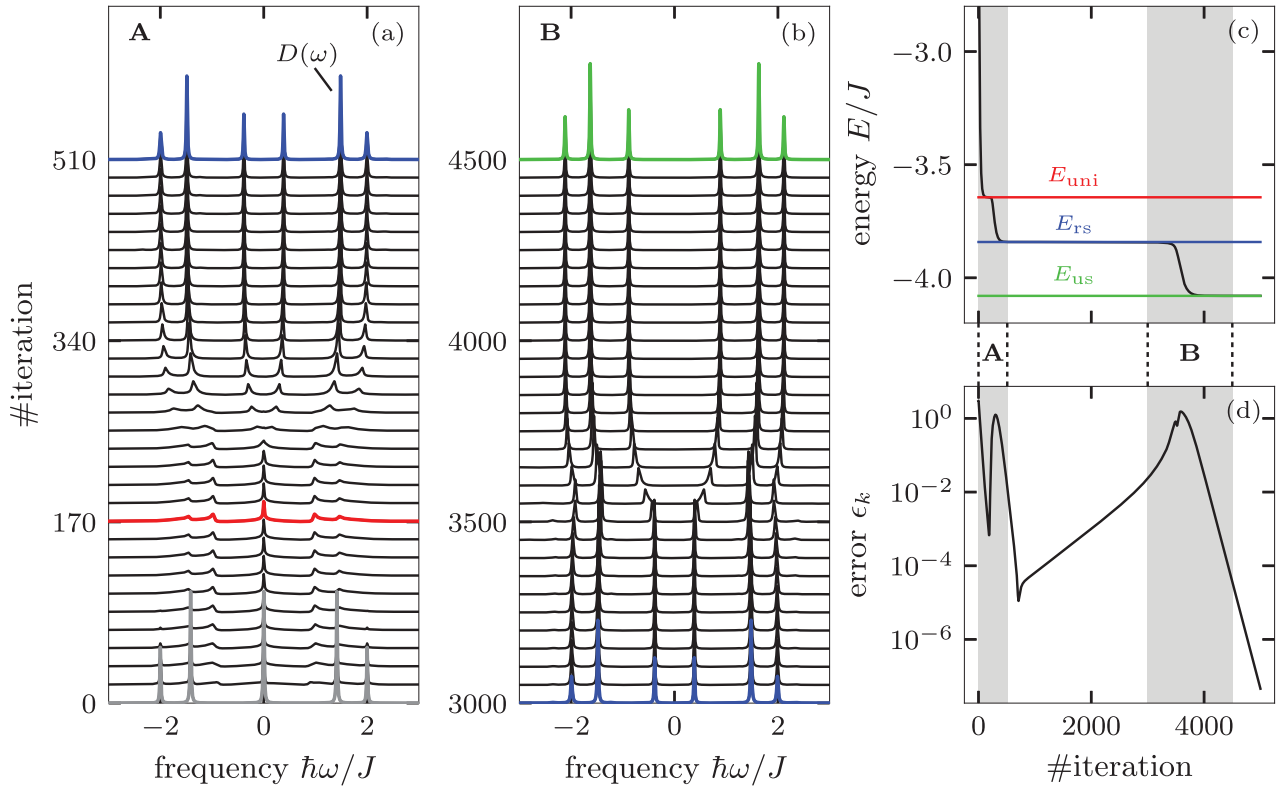 A
(a)
D(ω)
510
340
170
0
#iteration
−2
0
2
frequency ℏω/J
B
(b)
4500
4000
3500
3000
−2
0
2
frequency ℏω/J
(c)
−3.0
−3.5
−4.0
energy E/J
E_uni
E_rs
E_us
A
B
(d)
10^0
10^−2
10^−4
10^−6
error ϵ_k
0
2000
4000
#iteration